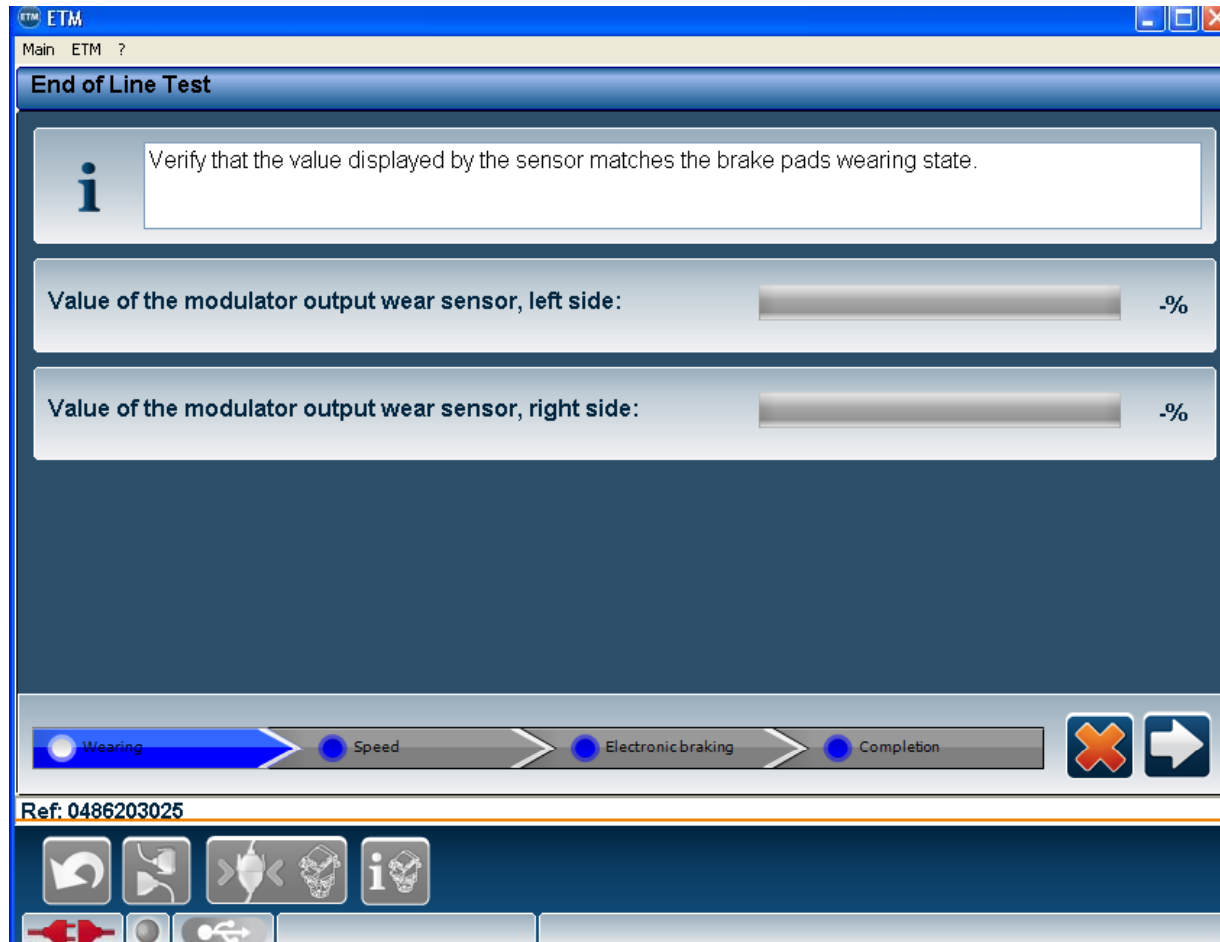 ETM ETM
Main ETM ?
End of Line Test
i Verify that the value displayed by the sensor matches the brake pads wearing state.
Value of the modulator output wear sensor, left side: -%
Value of the modulator output wear sensor, right side: -%
Wearing Speed Electronic braking Completion
Ref: 0486203025
i